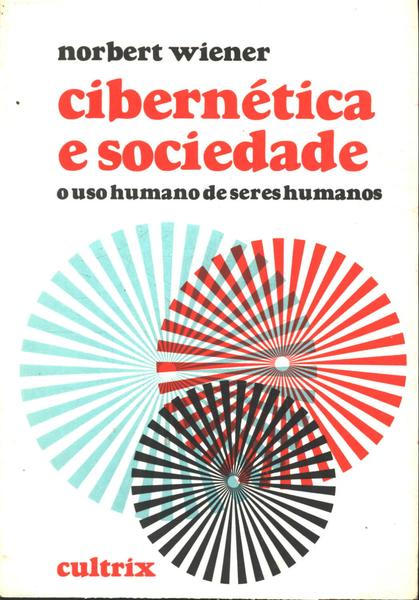 norbert wiener
cibernética
e sociedade
o uso humano de seres humanos
cultrix